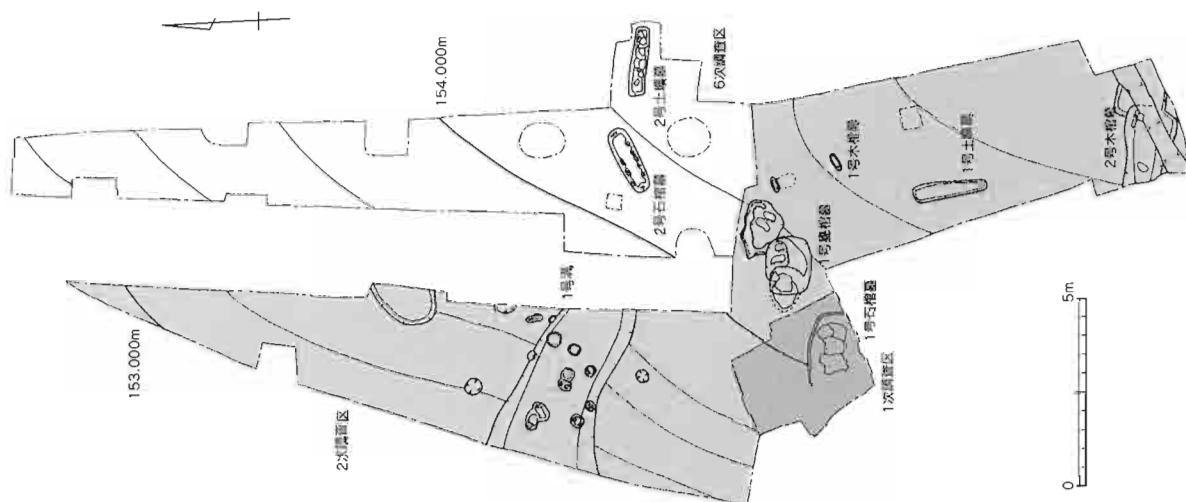 153.000m
154.000m
2次調査区
1号溝
2号石棺墓
2号土壙墓
6次調査区
1号木棺墓
1号土壙墓
2号木棺墓
1号甕棺墓
1号石棺墓
1次調査区
0
5m